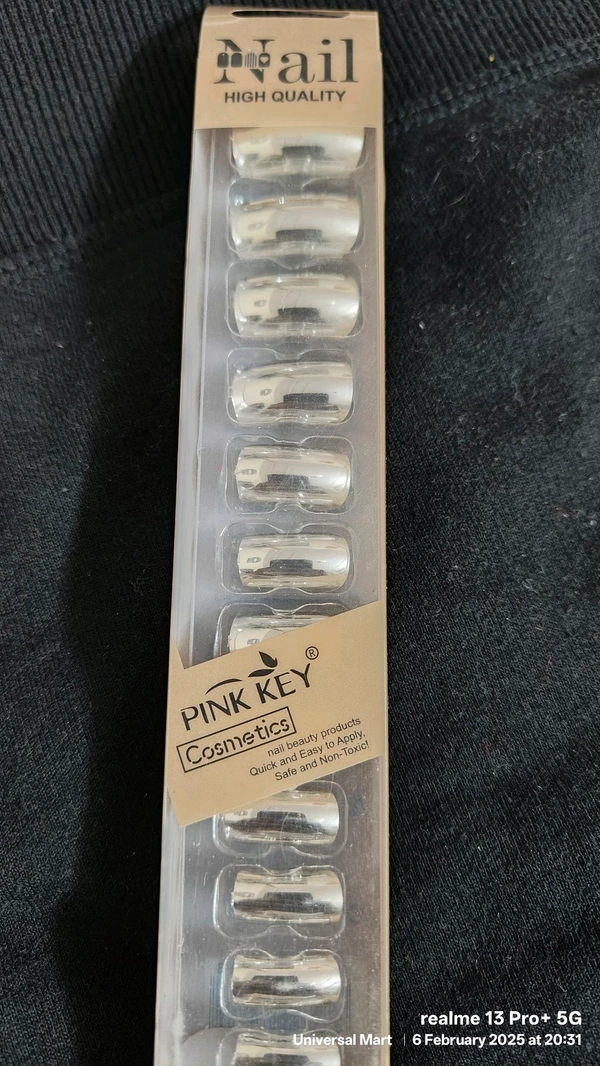 Nail
HIGH QUALITY
PINK KEY®
Cosmetics
nail beauty products
Quick and Easy to Apply,
Safe and Non-Toxic!
realme 13 Pro+ 5G
Universal Mart | 6 February 2025 at 20:31